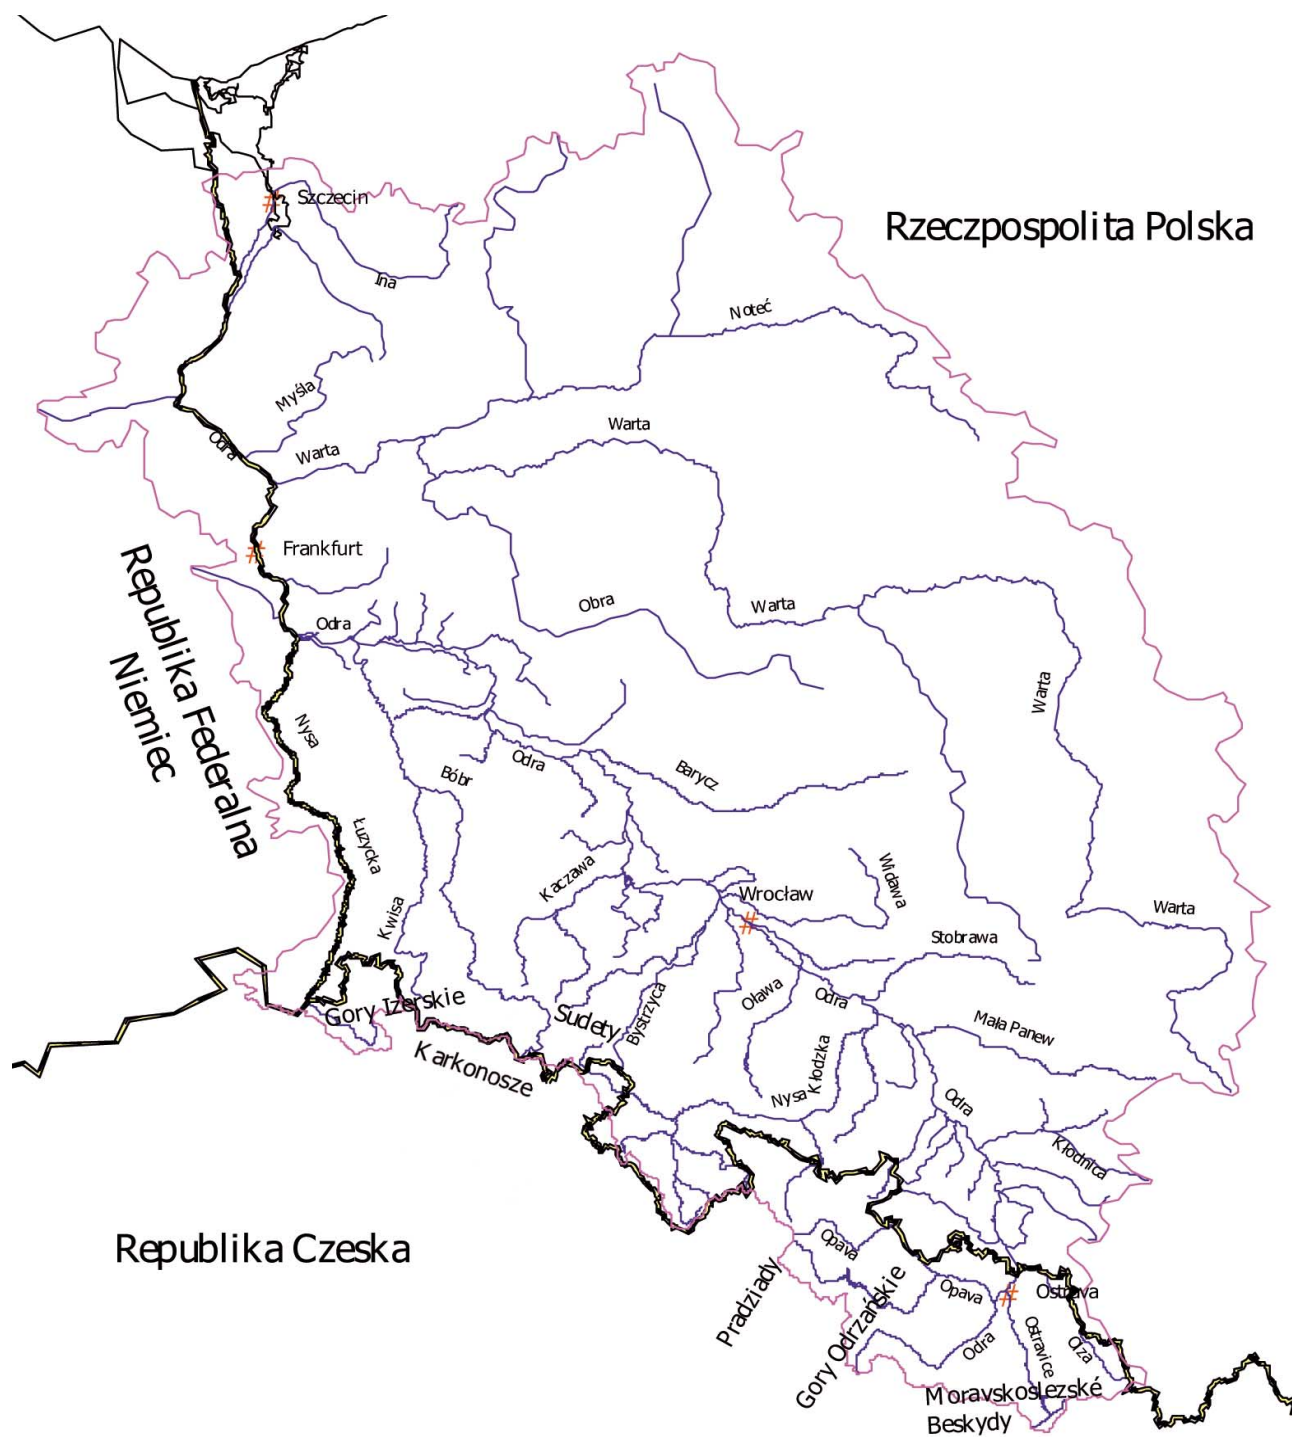 Szczecin
Rzeczpospolita Polska
Ina
Noteć
Myśla
Odra
Warta
Warta
Frankfurt
Republika Federalna
Niemiec
Obra
Warta
Odra
Warta
Nysa
Odra
Bóbr
Barycz
Łuzycka
Kaczawa
Widawa
Wrocław
Kwisa
Warta
Stobrawa
Oława
Odra
Gory Izerskie
Sudety
Bystrzyca
Mała Panew
Karkonosze
Nysa
Kłodzka
Odra
Kłodnica
Republika Czeska
Opava
Pradziady
Gory Odrzańskie
Opava
Ostrava
Odra
Ostravice
Olza
Moravskoslezské
Beskydy